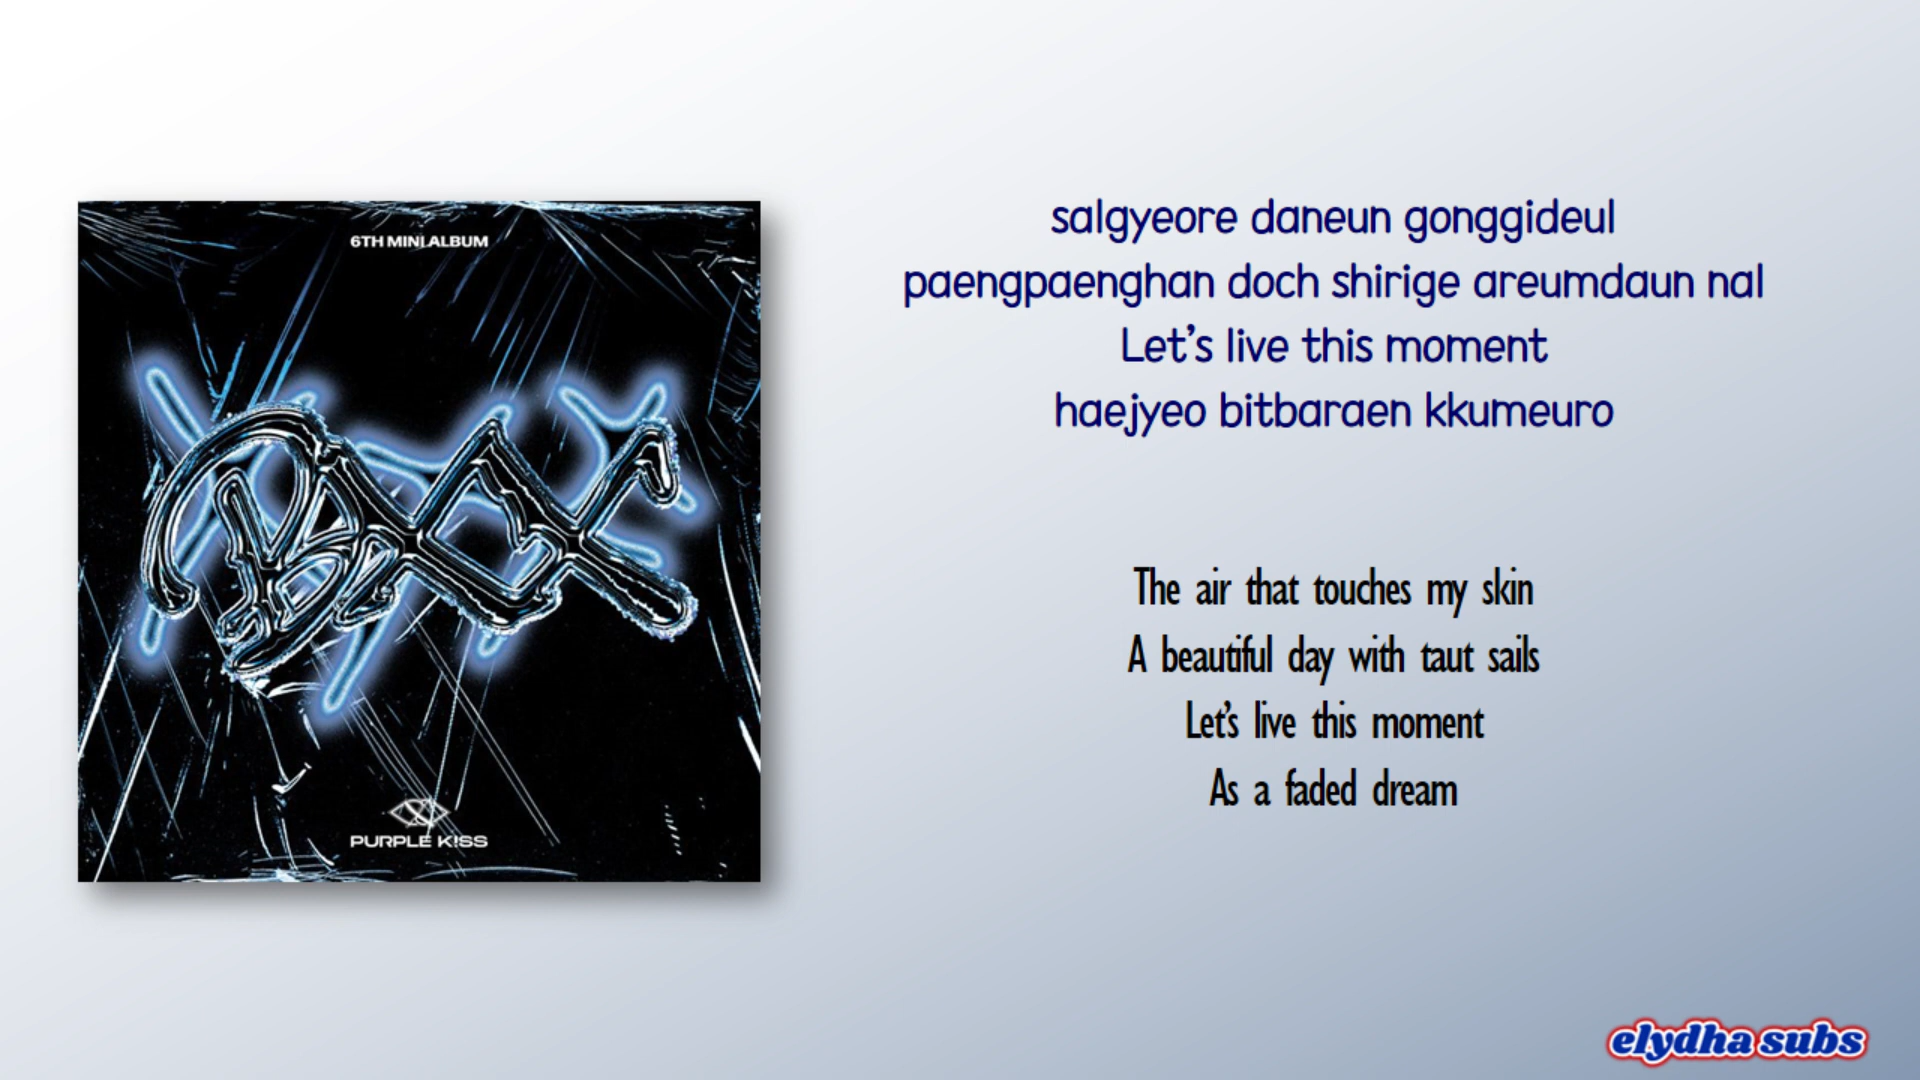 6TH MINI ALBUM
BXX
PURPLE KISS
salgyeore daneun gonggideul
paengpaenghan doch shirige areumdaun nal
Let's live this moment
haejyeo bitbaraen kkumeuro
The air that touches my skin
A beautiful day with taut sails
Let's live this moment
As a faded dream
elydha subs